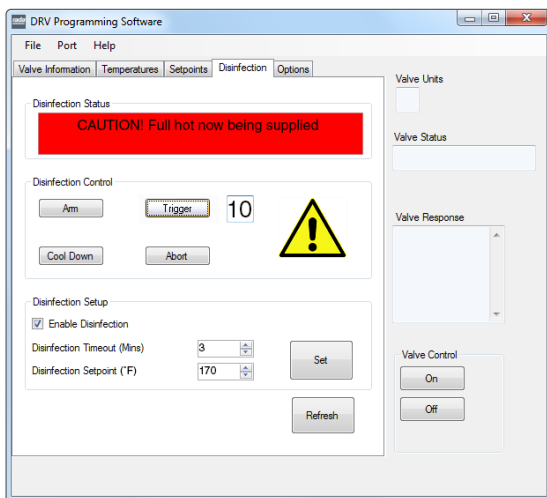 rada DRV Programming Software
File Port Help
Valve Information Temperatures Setpoints Disinfection Options
Disinfection Status
CAUTION! Full hot now being supplied
Disinfection Control
Arm Trigger 10
Cool Down Abort
Disinfection Setup
Enable Disinfection
Disinfection Timeout (Mins) 3
Disinfection Setpoint (°F) 170
Set
Refresh
Valve Units
Valve Status
Valve Response
Valve Control
On
Off